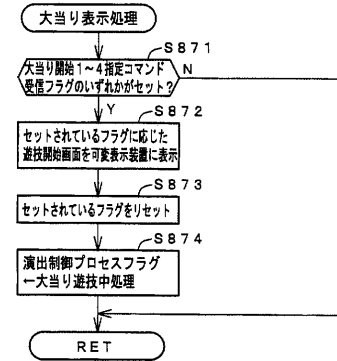 大当り表示処理
S871
大当り開始1~4指定コマンド
受信フラグのいずれかがセット?
N
Y
S872
セットされているフラグに応じた
遊技開始画面を可変表示装置に表示
S873
セットされているフラグをリセット
S874
演出制御プロセスフラグ
←大当り遊技中処理
RET